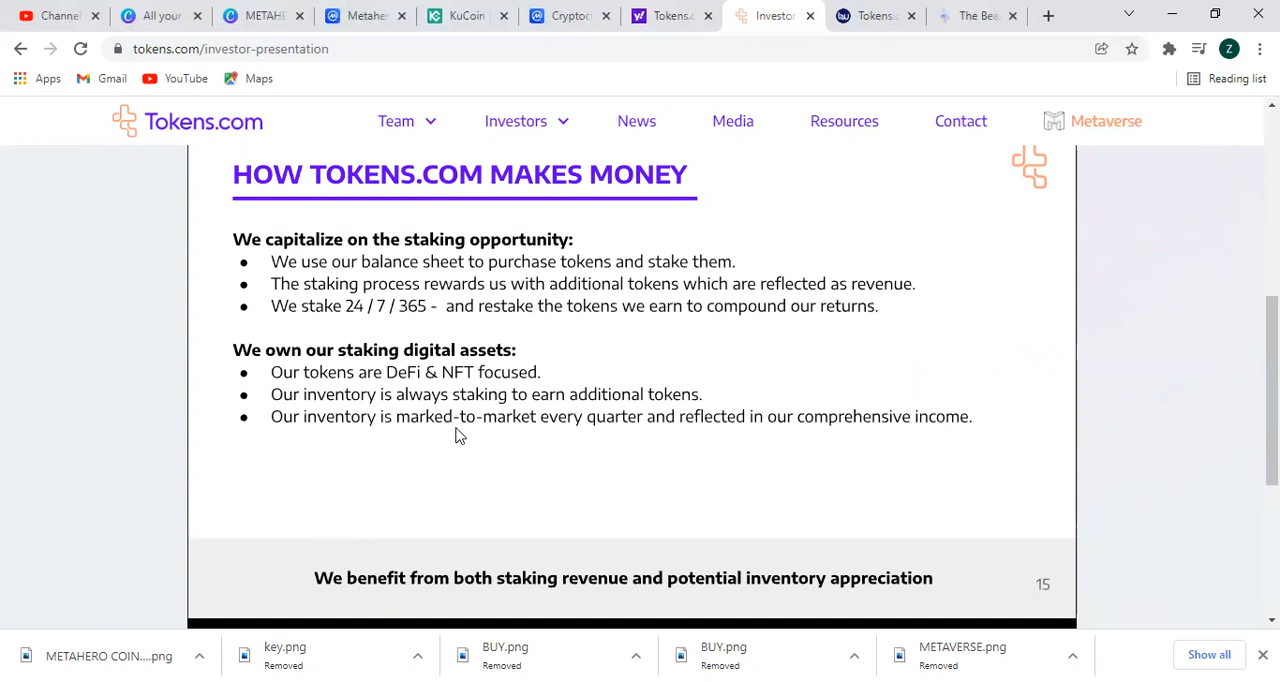 Channel
All your
METAHE
Metaher
KuCoin
Cryptoc
Tokens.c
Investor
Tokens.c
The Bea
tokens.com/investor-presentation
Z
Apps
Gmail
YouTube
Maps
Reading list
Tokens.com
Team
Investors
News
Media
Resources
Contact
Metaverse
HOW TOKENS.COM MAKES MONEY
We capitalize on the staking opportunity:
● We use our balance sheet to purchase tokens and stake them.
● The staking process rewards us with additional tokens which are reflected as revenue.
● We stake 24 / 7 / 365 - and restake the tokens we earn to compound our returns.
We own our staking digital assets:
● Our tokens are DeFi & NFT focused.
● Our inventory is always staking to earn additional tokens.
● Our inventory is marked-to-market every quarter and reflected in our comprehensive income.
We benefit from both staking revenue and potential inventory appreciation
15
METAHERO COIN....png
key.png
Removed
BUY.png
Removed
BUY.png
Removed
METAVERSE.png
Removed
Show all